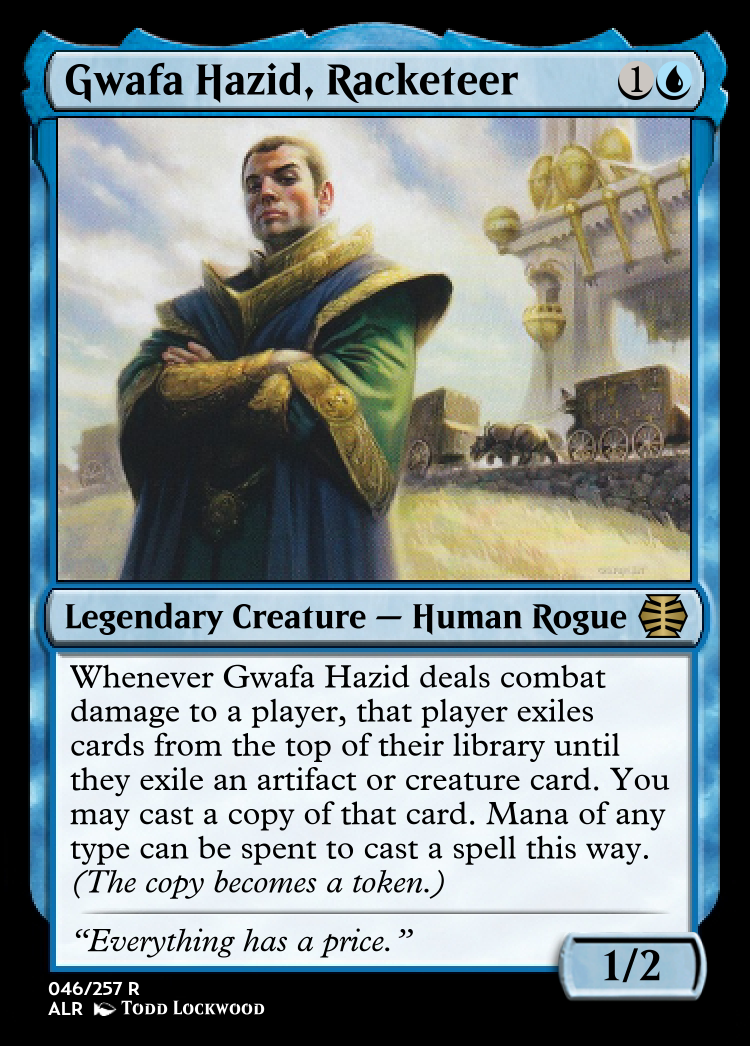 Gwafa Hazid, Racketeer 1
Legendary Creature — Human Rogue
Whenever Gwafa Hazid deals combat
damage to a player, that player exiles
cards from the top of their library until
they exile an artifact or creature card. You
may cast a copy of that card. Mana of any
type can be spent to cast a spell this way.
(The copy becomes a token.)
“Everything has a price.”
1/2
046/257 R
ALR Todd Lockwood